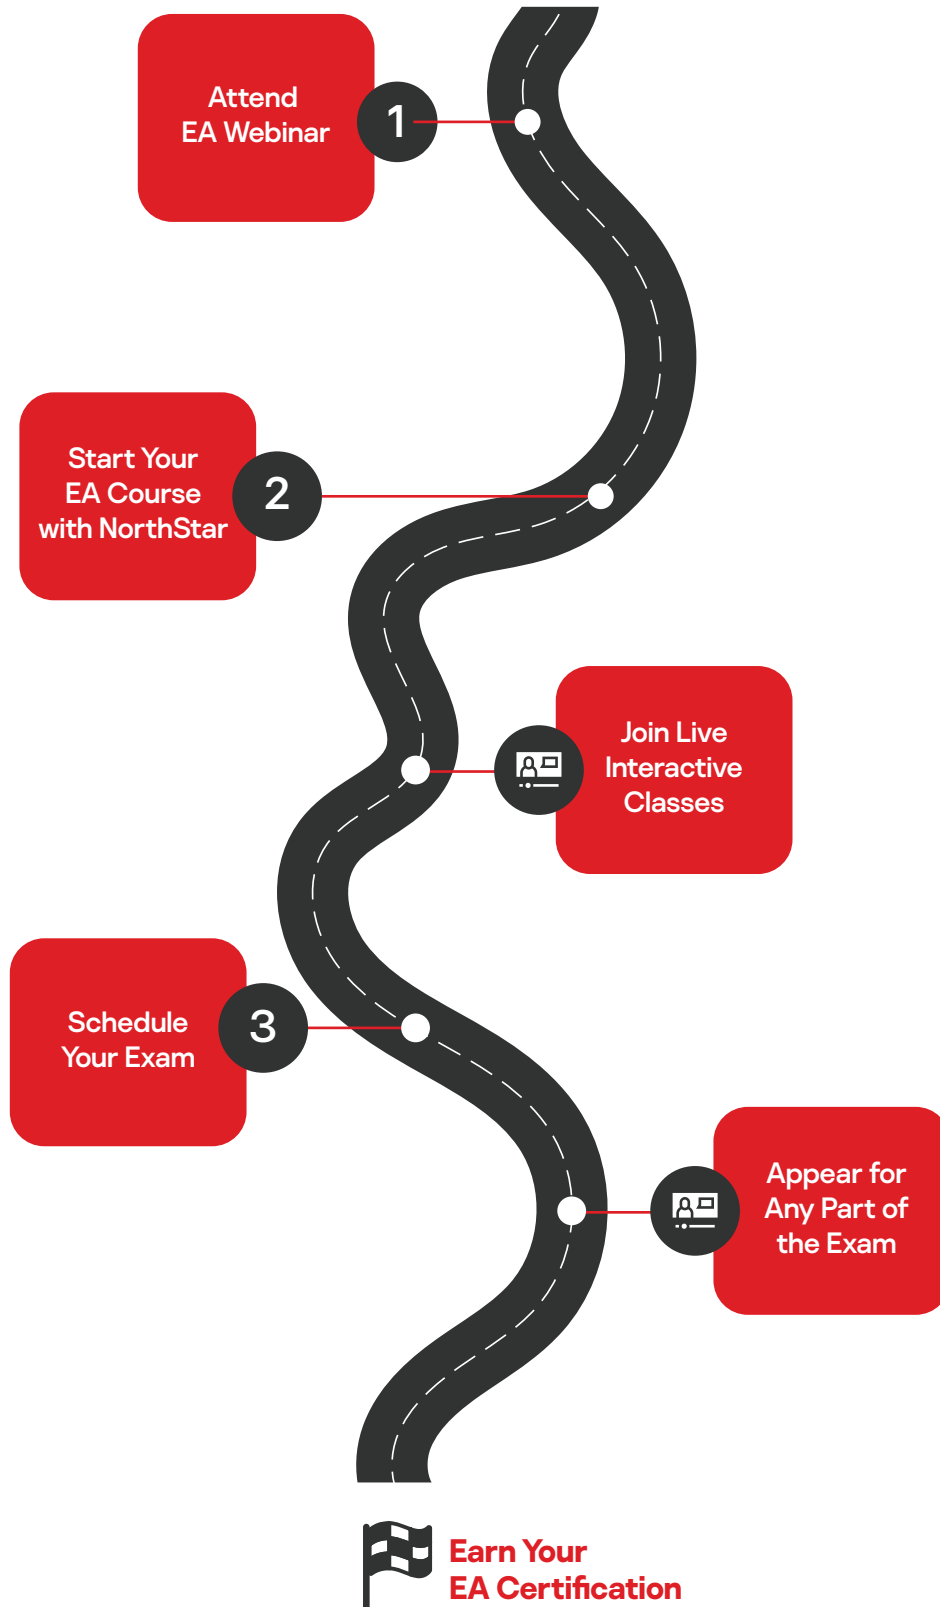 Attend
EA Webinar
1
Start Your
EA Course
with NorthStar
2
Join Live
Interactive
Classes
Schedule
Your Exam
3
Appear for
Any Part of
the Exam
Earn Your
EA Certification